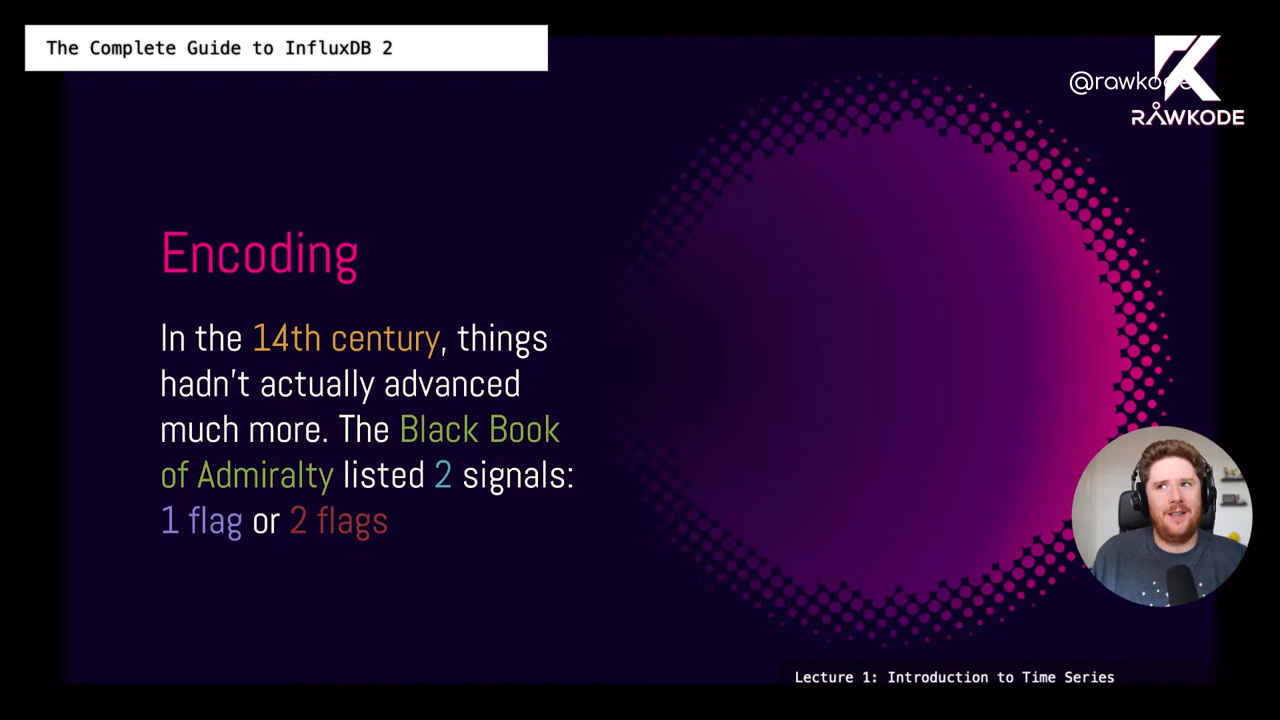 The Complete Guide to InfluxDB 2
@rawkode
RAWKODE
Encoding
In the 14th century, things
hadn't actually advanced
much more. The Black Book
of Admiralty listed 2 signals:
1 flag or 2 flags
Lecture 1: Introduction to Time Series